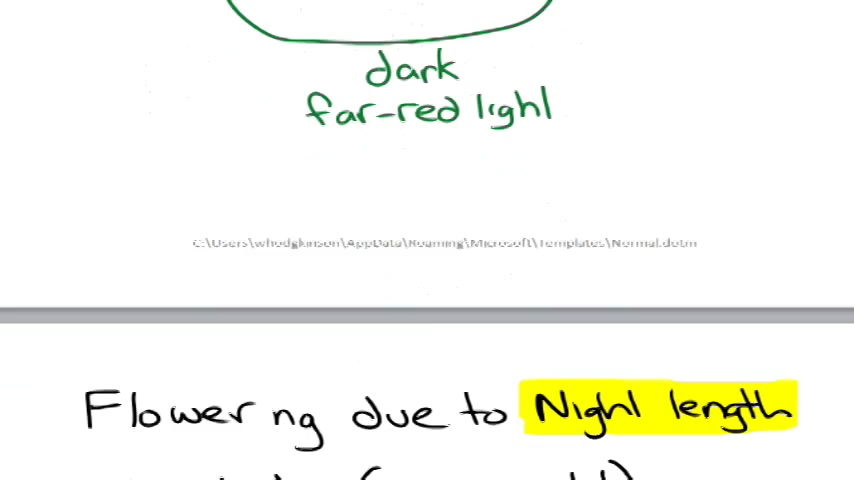 dark
far-red light
C:\Users\whodgkinson\AppData\Roaming\Microsoft\Templates\Normal.dotm
Flowering due to Night length